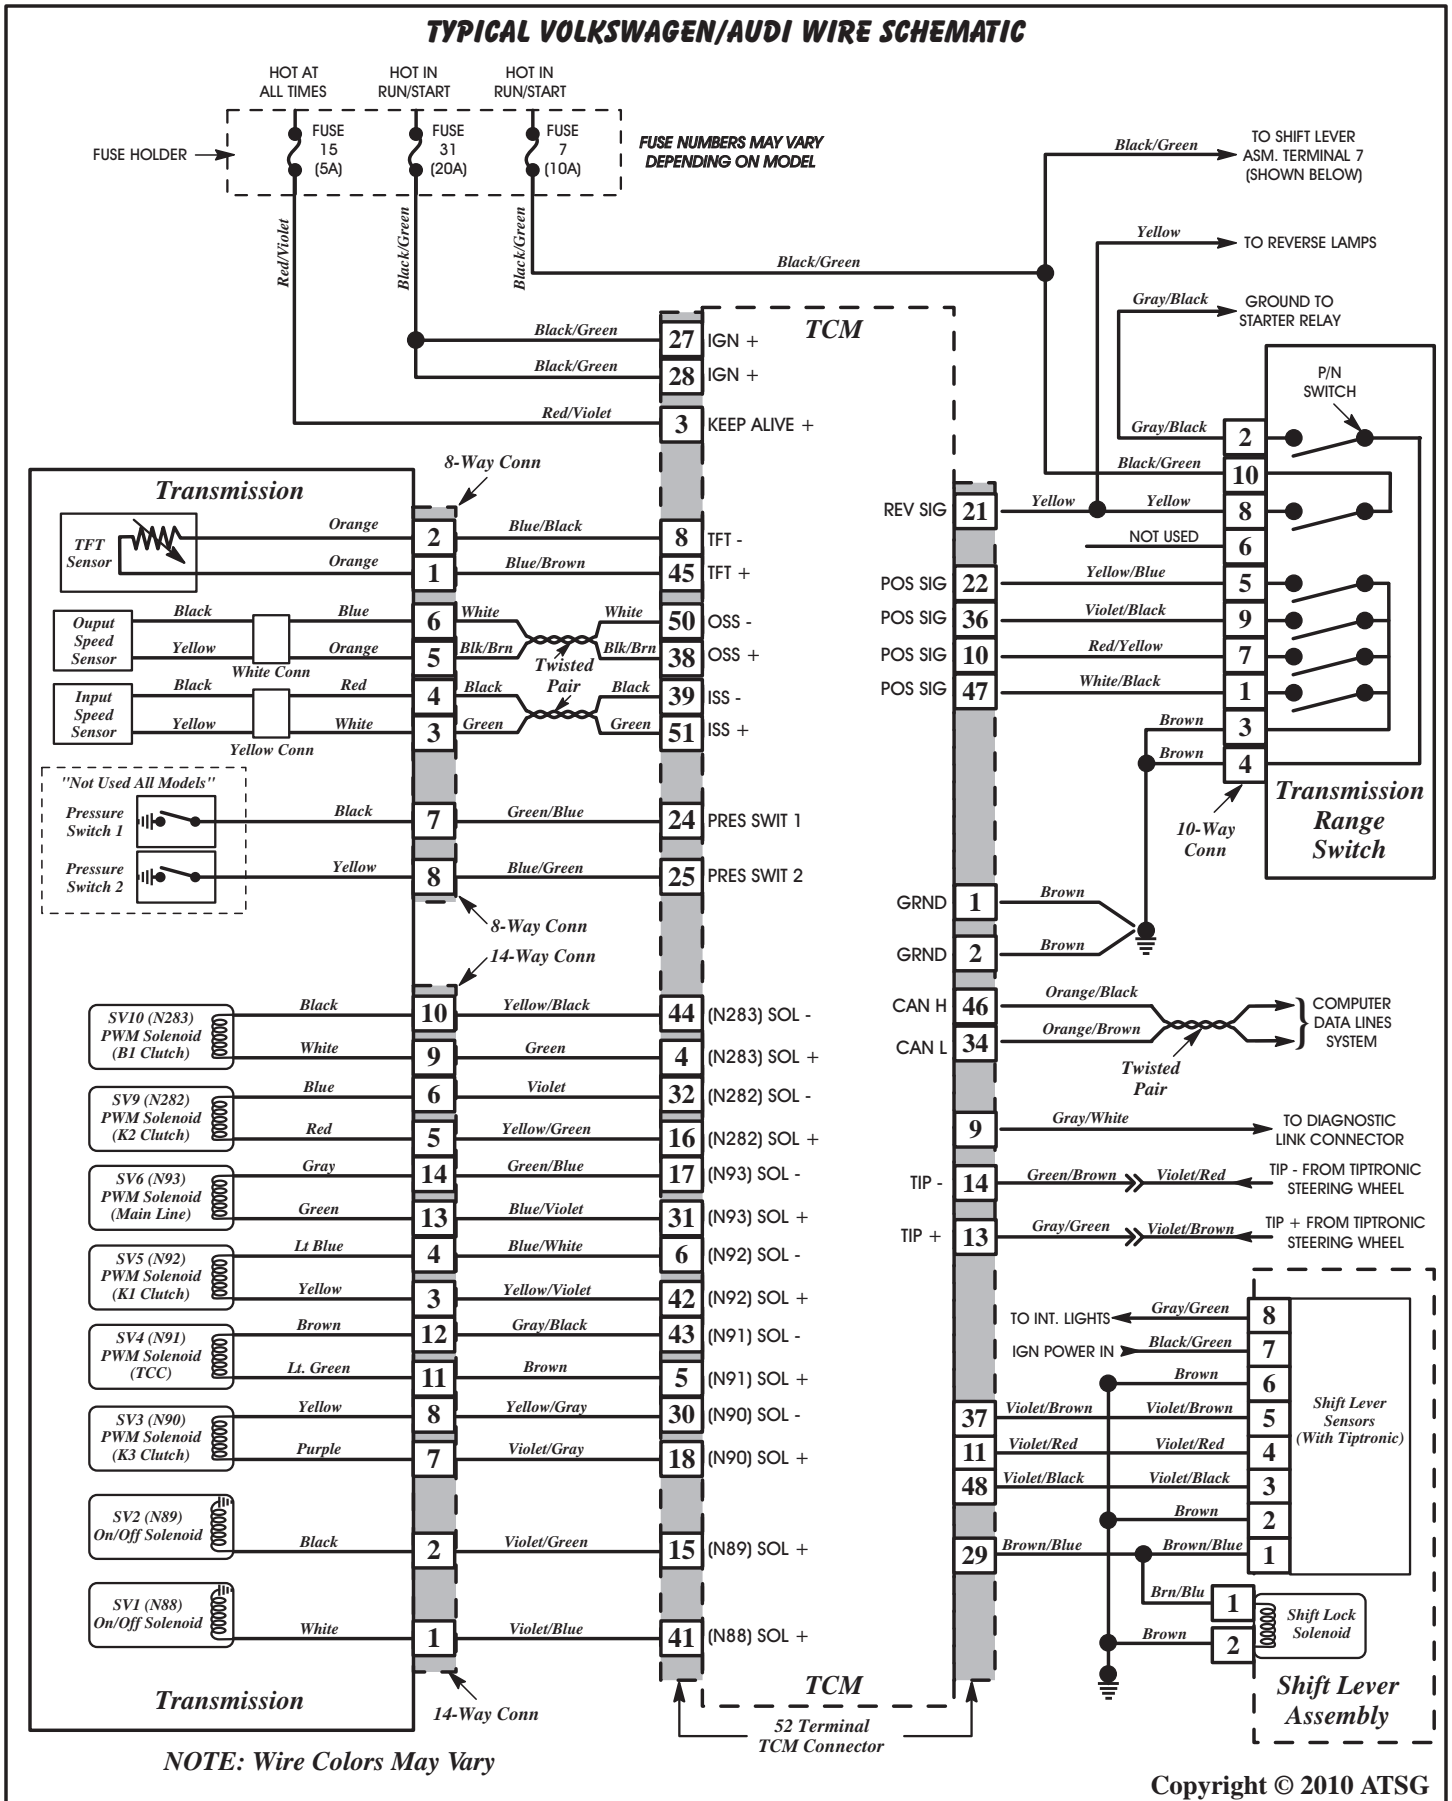 TYPICAL VOLKSWAGEN/AUDI WIRE SCHEMATIC
HOT AT
ALL TIMES
HOT IN
RUN/START
HOT IN
RUN/START
FUSE HOLDER
FUSE
15
(5A)
FUSE
31
(20A)
FUSE
7
(10A)
FUSE NUMBERS MAY VARY
DEPENDING ON MODEL
Red/Violet
Black/Green
Black/Green
Black/Green
Black/Green
TO SHIFT LEVER
ASM. TERMINAL 7
(SHOWN BELOW)
Yellow
TO REVERSE LAMPS
Gray/Black
GROUND TO
STARTER RELAY
TCM
Black/Green
27
IGN +
Black/Green
28
IGN +
Red/Violet
3
KEEP ALIVE +
P/N
SWITCH
Gray/Black
2
Black/Green
10
REV SIG
21
Yellow
Yellow
8
NOT USED
6
POS SIG
22
Yellow/Blue
5
POS SIG
36
Violet/Black
9
POS SIG
10
Red/Yellow
7
POS SIG
47
White/Black
1
Brown
3
Brown
4
10-Way
Conn
Transmission
Range
Switch
Transmission
8-Way Conn
TFT
Sensor
Orange
2
Blue/Black
8
TFT -
Orange
1
Blue/Brown
45
TFT +
Ouput
Speed
Sensor
Black
Blue
6
White
White
50
OSS -
Yellow
Orange
5
Blk/Brn
Blk/Brn
38
OSS +
White Conn
Twisted
Pair
Input
Speed
Sensor
Black
Red
4
Black
Black
39
ISS -
Yellow
White
3
Green
Green
51
ISS +
Yellow Conn
"Not Used All Models"
Pressure
Switch 1
Black
7
Green/Blue
24
PRES SWIT 1
Pressure
Switch 2
Yellow
8
Blue/Green
25
PRES SWIT 2
8-Way Conn
14-Way Conn
GRND
1
Brown
GRND
2
Brown
CAN H
46
Orange/Black
CAN L
34
Orange/Brown
Twisted
Pair
COMPUTER
DATA LINES
SYSTEM
9
Gray/White
TO DIAGNOSTIC
LINK CONNECTOR
TIP -
14
Green/Brown
Violet/Red
TIP - FROM TIPTRONIC
STEERING WHEEL
TIP +
13
Gray/Green
Violet/Brown
TIP + FROM TIPTRONIC
STEERING WHEEL
SV10 (N283)
PWM Solenoid
(B1 Clutch)
Black
10
Yellow/Black
44
(N283) SOL -
White
9
Green
4
(N283) SOL +
SV9 (N282)
PWM Solenoid
(K2 Clutch)
Blue
6
Violet
32
(N282) SOL -
Red
5
Yellow/Green
16
(N282) SOL +
SV6 (N93)
PWM Solenoid
(Main Line)
Gray
14
Green/Blue
17
(N93) SOL -
Green
13
Blue/Violet
31
(N93) SOL +
SV5 (N92)
PWM Solenoid
(K1 Clutch)
Lt Blue
4
Blue/White
6
(N92) SOL -
Yellow
3
Yellow/Violet
42
(N92) SOL +
SV4 (N91)
PWM Solenoid
(TCC)
Brown
12
Gray/Black
43
(N91) SOL -
Lt. Green
11
Brown
5
(N91) SOL +
SV3 (N90)
PWM Solenoid
(K3 Clutch)
Yellow
8
Yellow/Gray
30
(N90) SOL -
Purple
7
Violet/Gray
18
(N90) SOL +
SV2 (N89)
On/Off Solenoid
Black
2
Violet/Green
15
(N89) SOL +
SV1 (N88)
On/Off Solenoid
White
1
Violet/Blue
41
(N88) SOL +
TO INT. LIGHTS
Gray/Green
8
IGN POWER IN
Black/Green
7
Brown
6
37
Violet/Brown
Violet/Brown
5
11
Violet/Red
Violet/Red
4
48
Violet/Black
Violet/Black
3
Brown
2
29
Brown/Blue
Brown/Blue
1
Shift Lever
Sensors
(With Tiptronic)
Brn/Blu
1
Brown
2
Shift Lock
Solenoid
Shift Lever
Assembly
Transmission
14-Way Conn
TCM
52 Terminal
TCM Connector
NOTE: Wire Colors May Vary
Copyright © 2010 ATSG